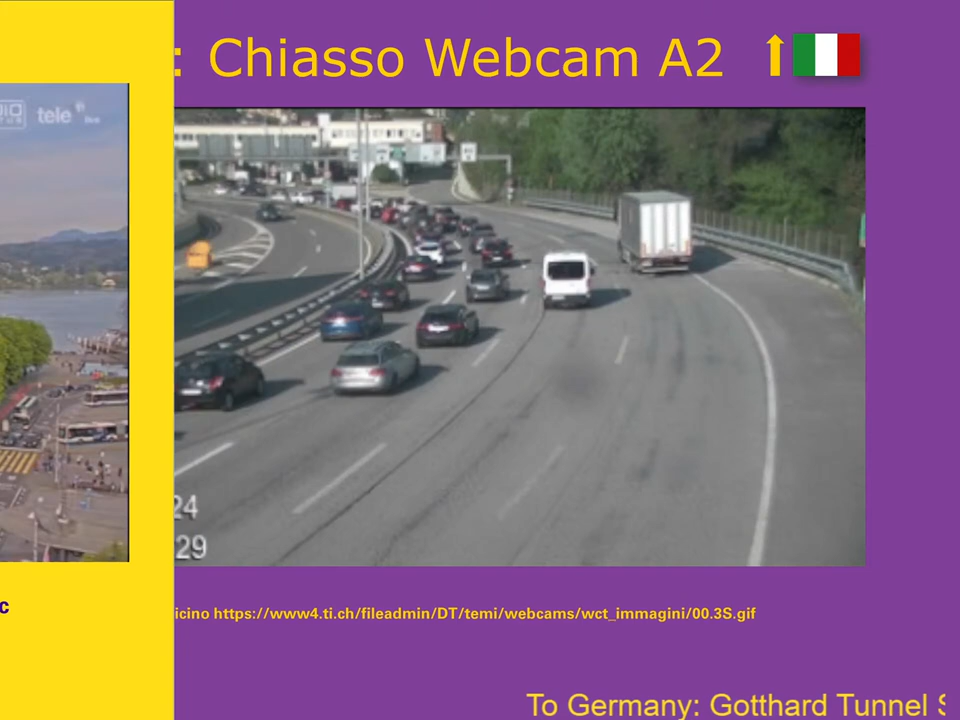 : Chiasso Webcam A2
tele
live
24
29
c
icino https://www4.ti.ch/fileadmin/DT/temi/webcams/wct_immagini/00.3S.gif
To Germany: Gotthard Tunnel S